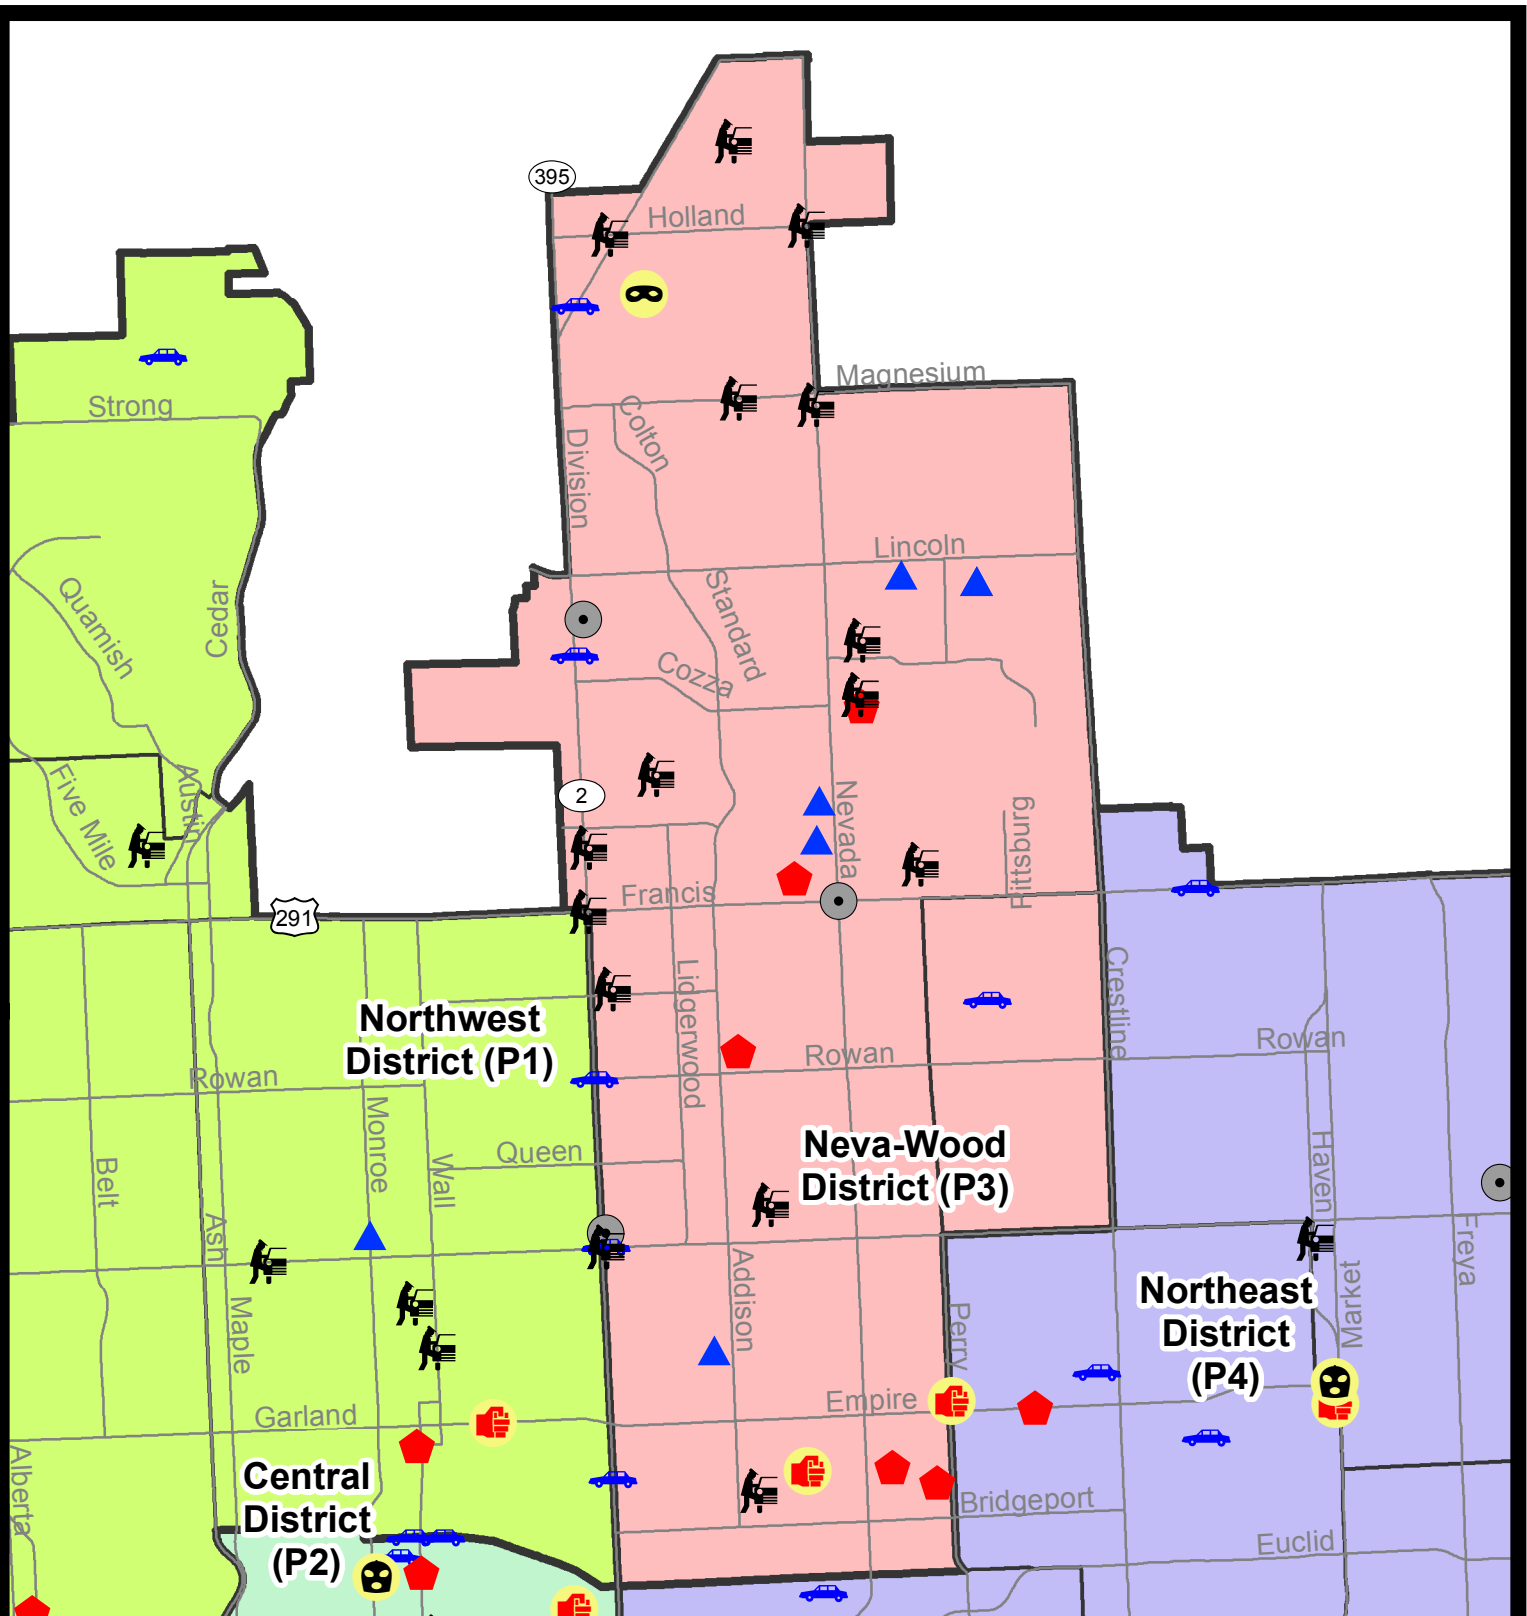 395
Holland
Magnesium
Strong
Colton
Division
Lincoln
Quamish
Cedar
Standard
Cozza
Five Mile
Austin
2
Nevada
Pittsburg
Francis
291
Lidgerwood
Crestline
Northwest
District (P1)
Rowan
Rowan
Rowan
Monroe
Neva-Wood
District (P3)
Queen
Belt
Wall
Haven
Ash
Freya
Addison
Northeast
District
(P4)
Market
Maple
Perry
Empire
Garland
Alberta
Central
District
(P2)
Bridgeport
Euclid